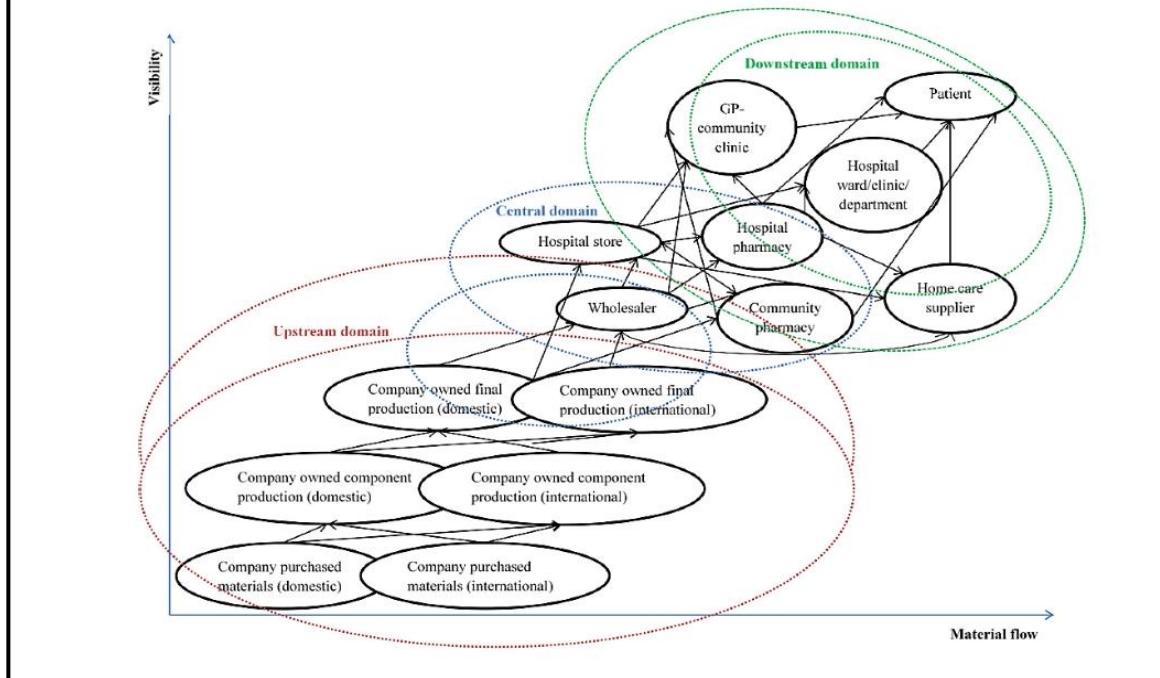 Visibility
Downstream domain
Patient
GP-
community
clinic
Hospital
ward/clinic/
department
Central domain
Hospital store
Hospital
pharmacy
Home care
supplier
Wholesaler
Community
pharmacy
Upstream domain
Company owned final
production (domestic)
Company owned final
production (international)
Company owned component
production (domestic)
Company owned component
production (international)
Company purchased
materials (domestic)
Company purchased
materials (international)
Material flow